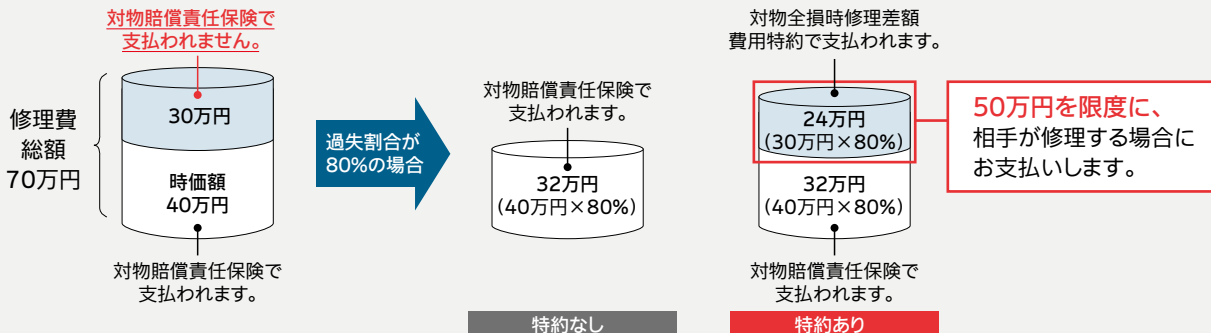 対物賠償責任保険で
支払われません。
修理費
総額
70万円
30万円
時価額
40万円
対物賠償責任保険で
支払われます。
過失割合が
80%の場合
対物賠償責任保険で
支払われます。
32万円
(40万円×80%)
特約なし
対物全損時修理差額
費用特約で支払われます。
24万円
(30万円×80%)
32万円
(40万円×80%)
対物賠償責任保険で
支払われます。
特約あり
50万円を限度に、
相手が修理する場合に
お支払いします。